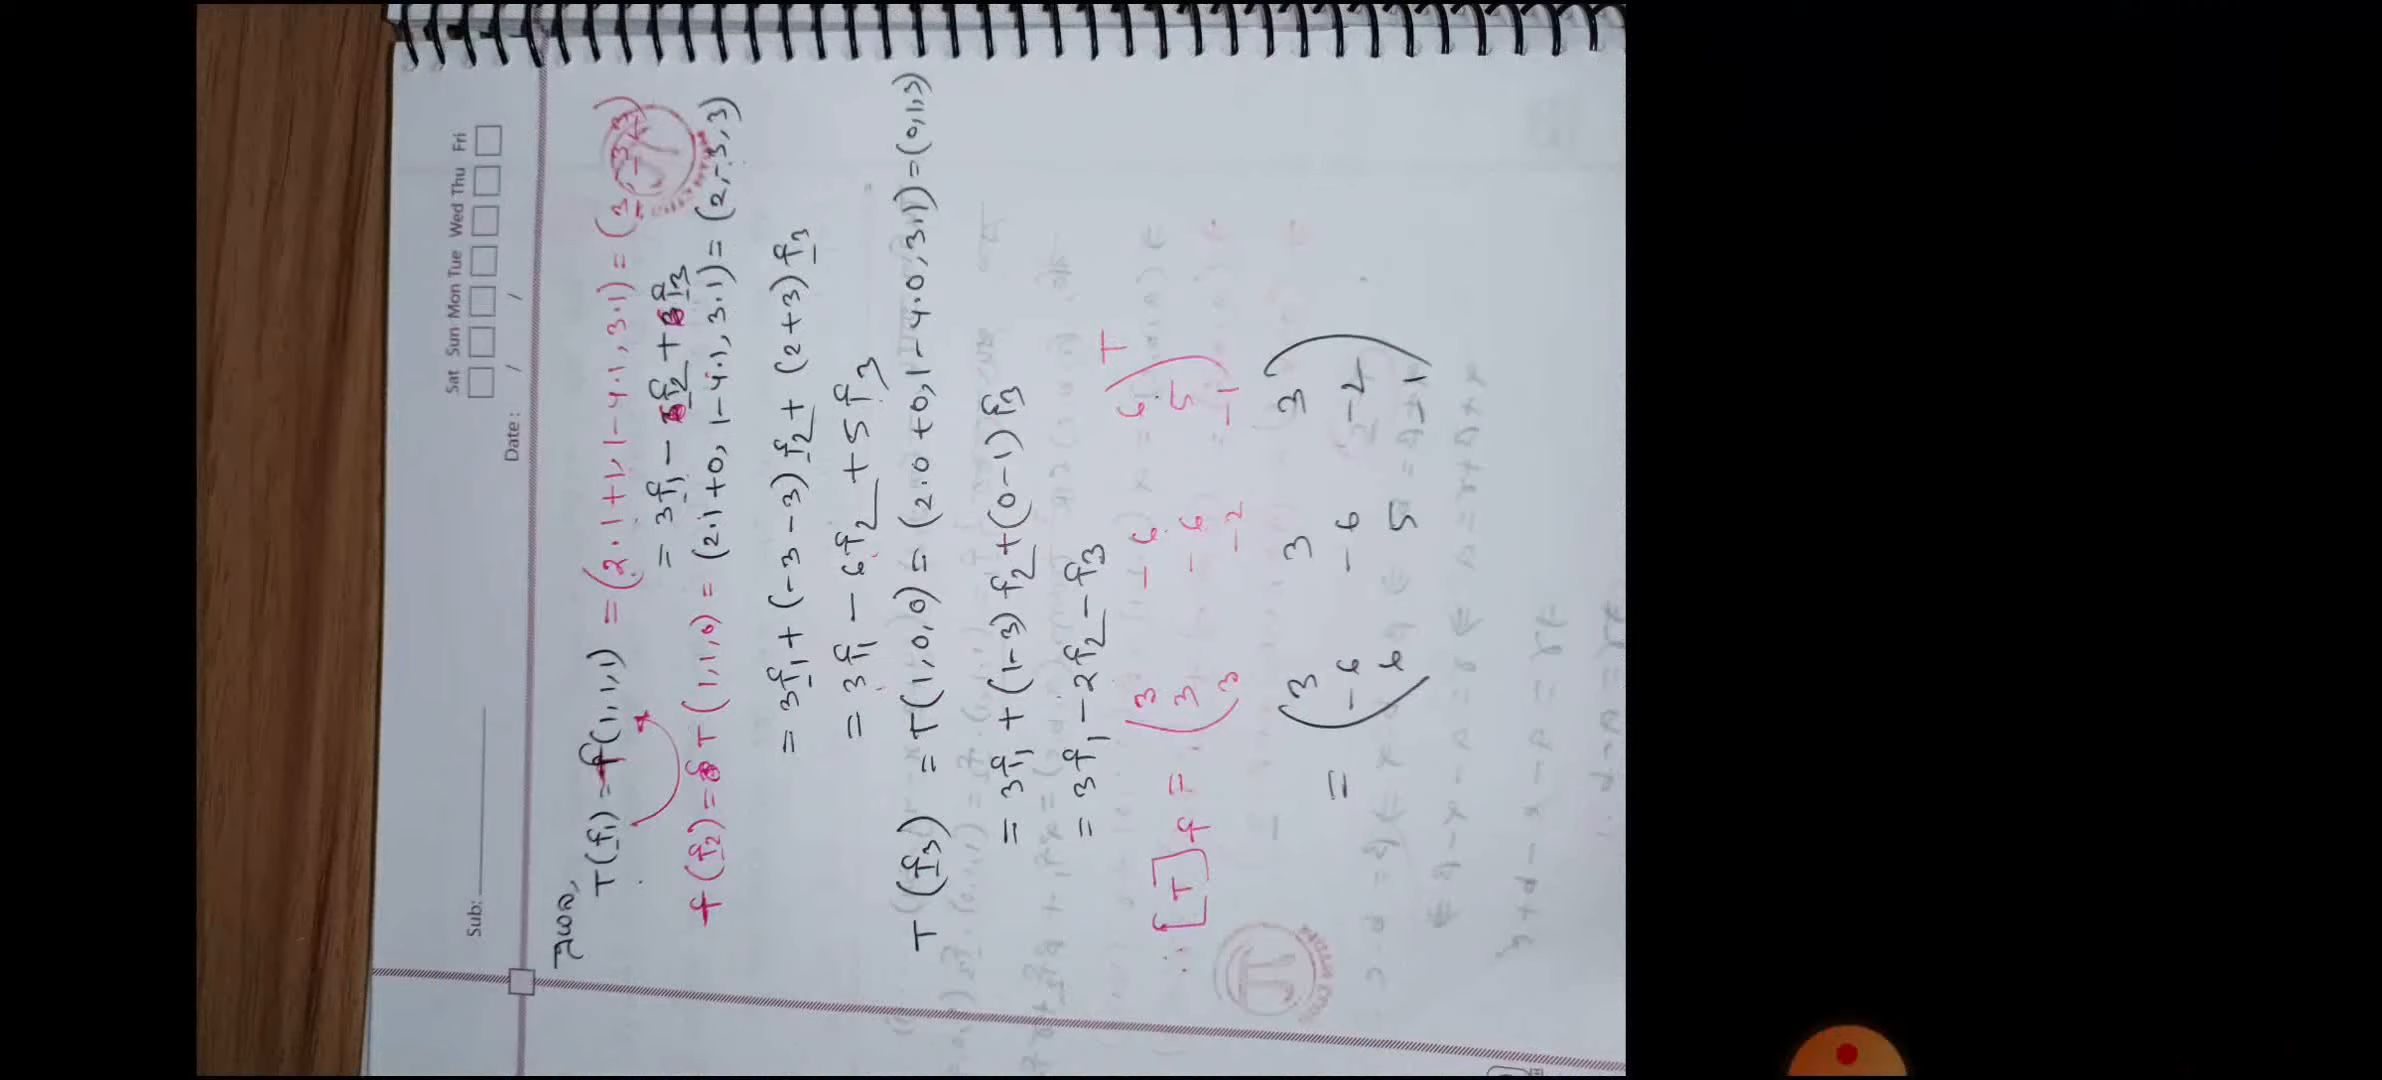 Sat Sun Mon Tue Wed Thu Fri
Sub:
Date: / /
T(f1) = f(1,1,1) = (2.1+1, 1-4.1, 3.1) = (3,-3,3)
= 3f1 - 6f2 + 6f3
f(f2) = T(1,1,0) = (2.1+0, 1-4.1, 3.1) = (2,-3,3)
= 3f1 + (-3-3)f2 + (2+3)f3
= 3f1 - 6f2 + 5f3
T(f3) = T(1,0,0) = (2.0+0, 1-4.0, 3.1) = (0,1,3)
= 3f1 + (1-3)f2 + (0-1)f3
= 3f1 - 2f2 - f3
∴ [T]f = (3 -6 6
3 -6 5
3 -2 -1)T
= (3 3 3
-6 -6 -2
6 5 -1)